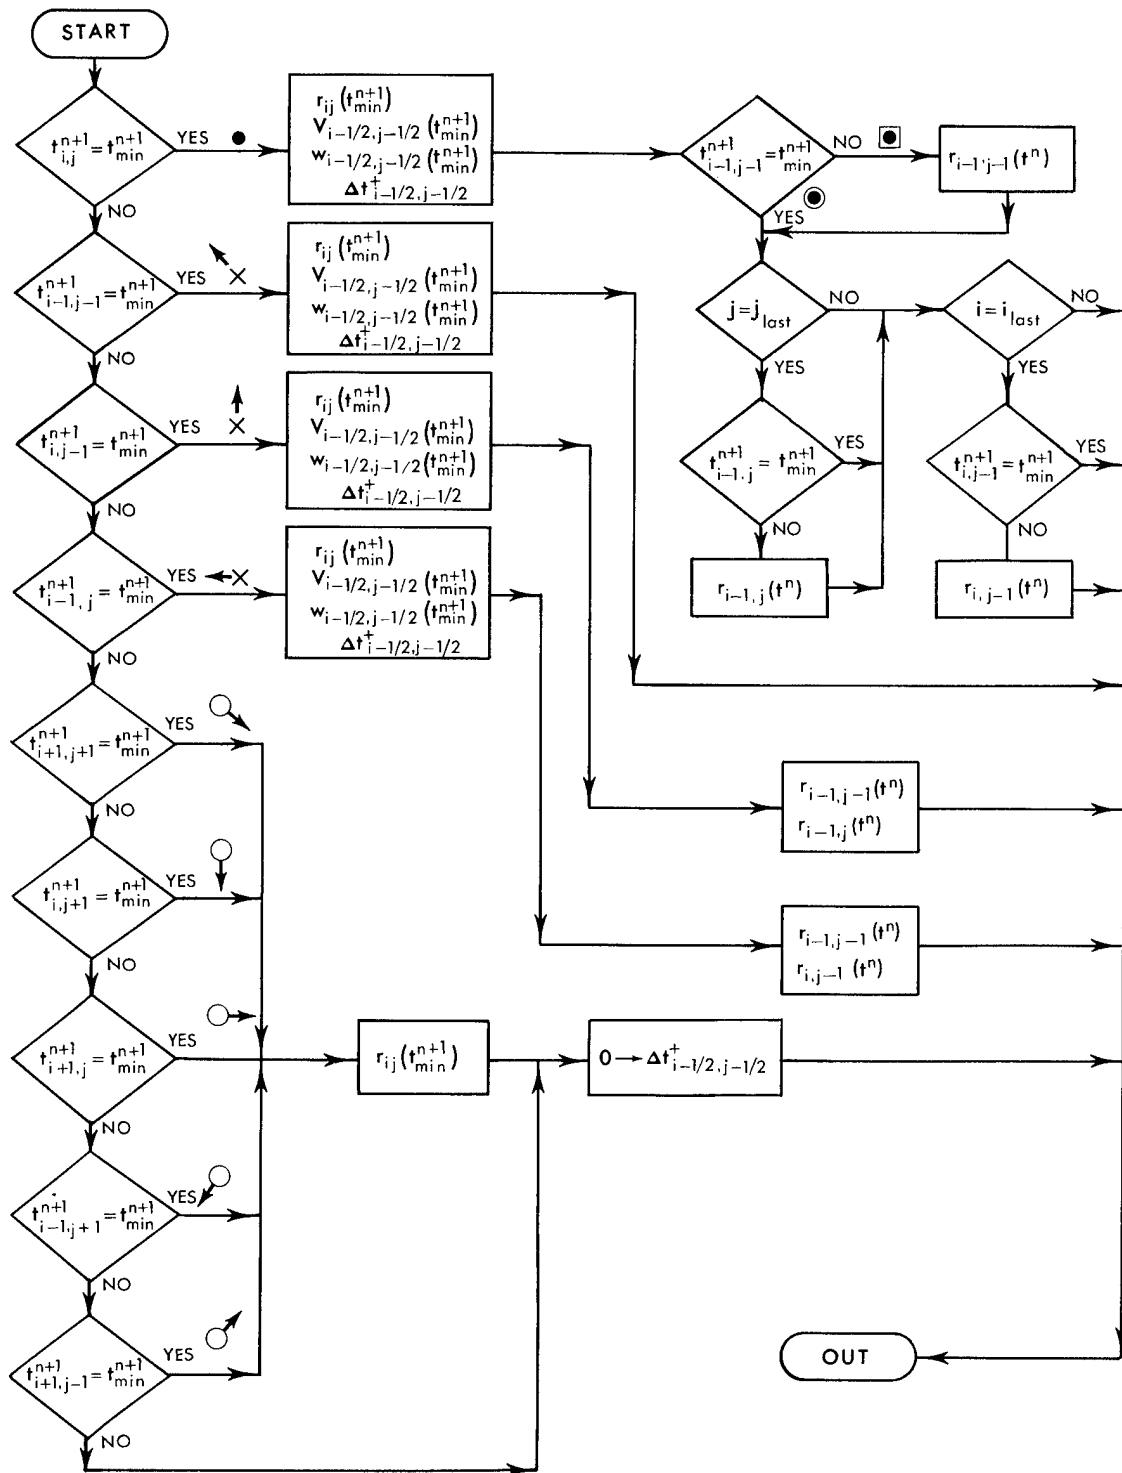 START
t^{n+1}_{i,j} = t^{n+1}_{min}
YES
NO
r_{ij} (t^{n+1}_{min})
V_{i-1/2,j-1/2} (t^{n+1}_{min})
w_{i-1/2,j-1/2} (t^{n+1}_{min})
Δt^+_{i-1/2,j-1/2}
t^{n+1}_{i-1,j-1} = t^{n+1}_{min}
NO
YES
r_{i-1,j-1} (t^n)
t^{n+1}_{i-1,j-1} = t^{n+1}_{min}
YES
×
NO
r_{ij} (t^{n+1}_{min})
V_{i-1/2,j-1/2} (t^{n+1}_{min})
w_{i-1/2,j-1/2} (t^{n+1}_{min})
Δt^+_{i-1/2,j-1/2}
j = j_{last}
NO
YES
i = i_{last}
NO
YES
t^{n+1}_{i,j-1} = t^{n+1}_{min}
YES
×
NO
r_{ij} (t^{n+1}_{min})
V_{i-1/2,j-1/2} (t^{n+1}_{min})
w_{i-1/2,j-1/2} (t^{n+1}_{min})
Δt^+_{i-1/2,j-1/2}
t^{n+1}_{i-1,j} = t^{n+1}_{min}
YES
NO
t^{n+1}_{i,j-1} = t^{n+1}_{min}
YES
NO
t^{n+1}_{i-1,j} = t^{n+1}_{min}
YES
×
NO
r_{ij} (t^{n+1}_{min})
V_{i-1/2,j-1/2} (t^{n+1}_{min})
w_{i-1/2,j-1/2} (t^{n+1}_{min})
Δt^+_{i-1/2,j-1/2}
r_{i-1,j} (t^n)
r_{i,j-1} (t^n)
t^{n+1}_{i+1,j+1} = t^{n+1}_{min}
YES
NO
r_{i-1,j-1} (t^n)
r_{i-1,j} (t^n)
t^{n+1}_{i,j+1} = t^{n+1}_{min}
YES
NO
r_{i-1,j-1} (t^n)
r_{i,j-1} (t^n)
t^{n+1}_{i+1,j} = t^{n+1}_{min}
YES
NO
r_{ij} (t^{n+1}_{min})
0 → Δt^+_{i-1/2,j-1/2}
t^{n+1}_{i-1,j+1} = t^{n+1}_{min}
YES
NO
t^{n+1}_{i+1,j-1} = t^{n+1}_{min}
YES
NO
OUT